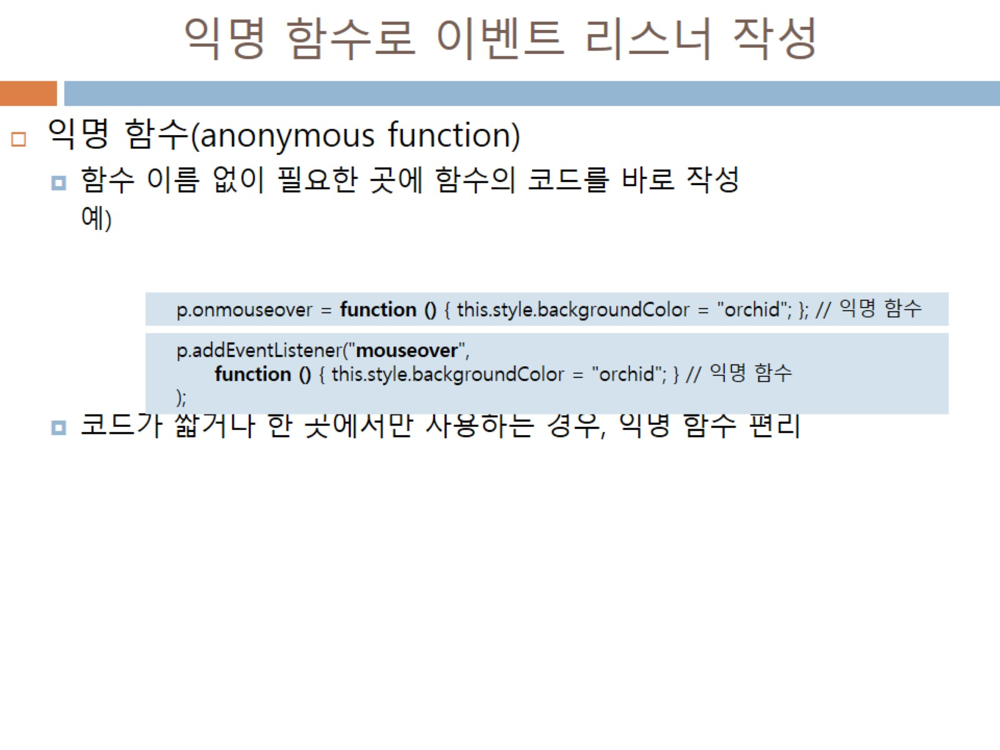 익명 함수로 이벤트 리스너 작성
익명 함수(anonymous function)
함수 이름 없이 필요한 곳에 함수의 코드를 바로 작성
예)
p.onmouseover = function () { this.style.backgroundColor = "orchid"; }; // 익명 함수
p.addEventListener("mouseover",
function () { this.style.backgroundColor = "orchid"; } // 익명 함수
);
코드가 짧거나 한 곳에서만 사용하는 경우, 익명 함수 편리